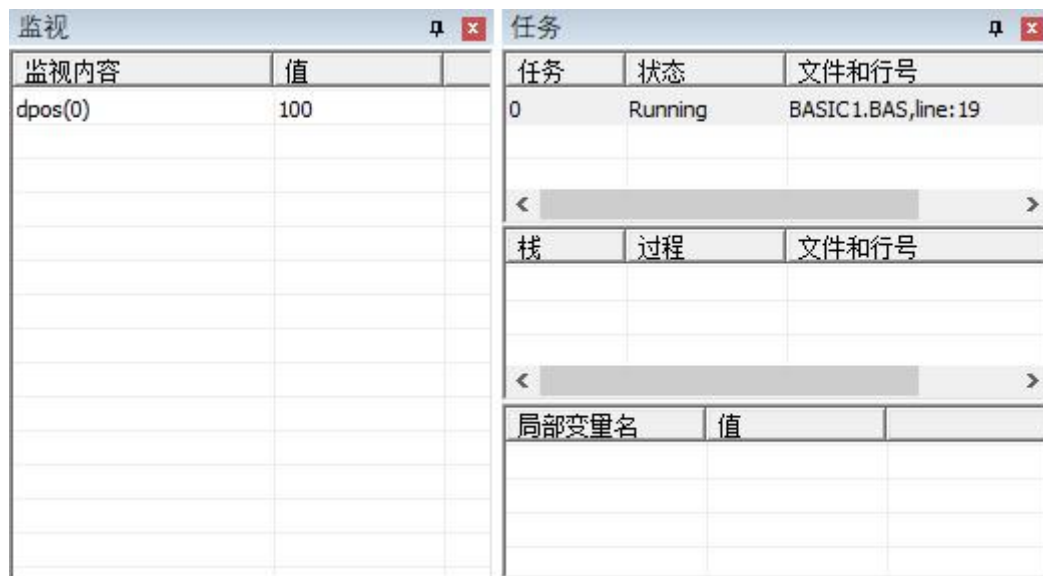 监视
监视内容 值
dpos(0) 100
任务
任务 状态 文件和行号
0 Running BASIC1.BAS,line:19
栈 过程 文件和行号
局部变量名 值